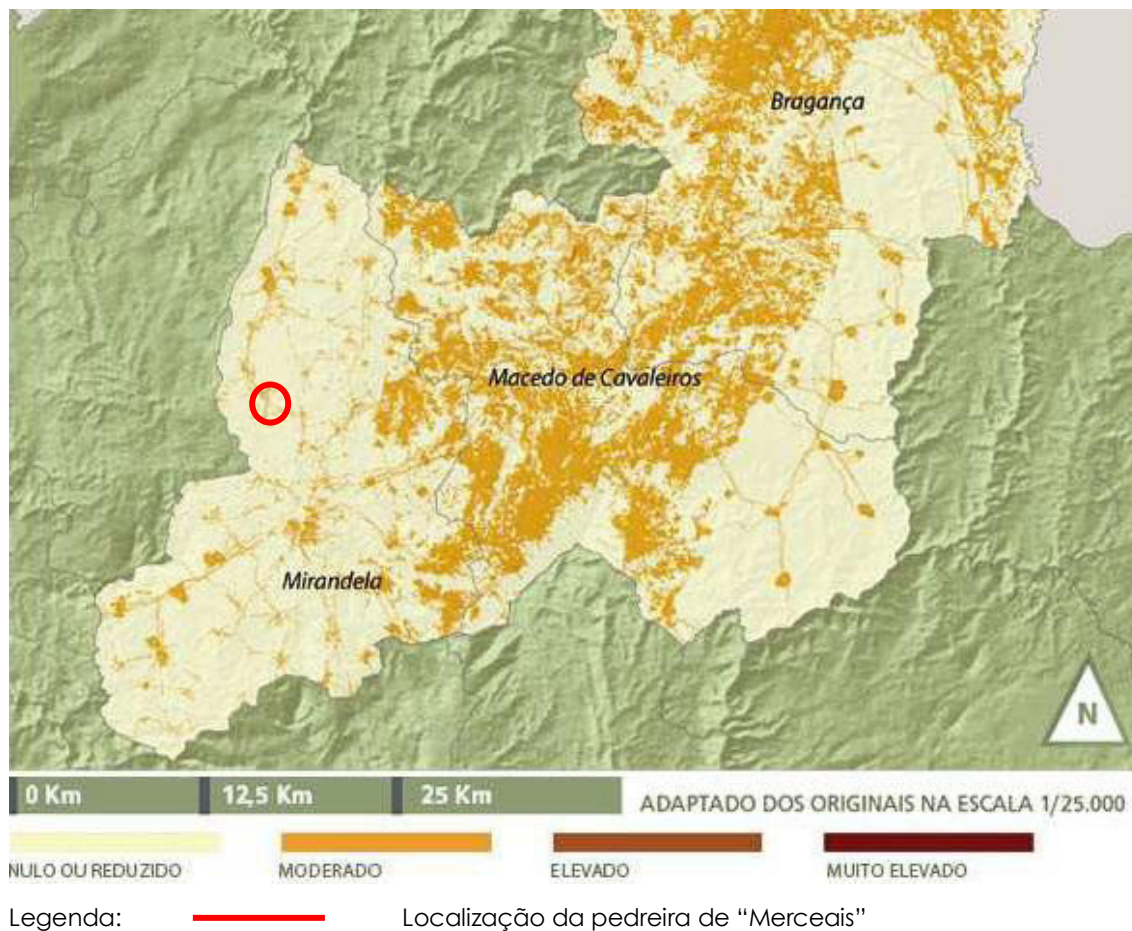 Bragança
Macedo de Cavaleiros
Mirandela
N
0 Km 12,5 Km 25 Km ADAPTADO DOS ORIGINAIS NA ESCALA 1/25.000
NULO OU REDUZIDO MODERADO ELEVADO MUITO ELEVADO
Legenda: Localização da pedreira de “Merceais”